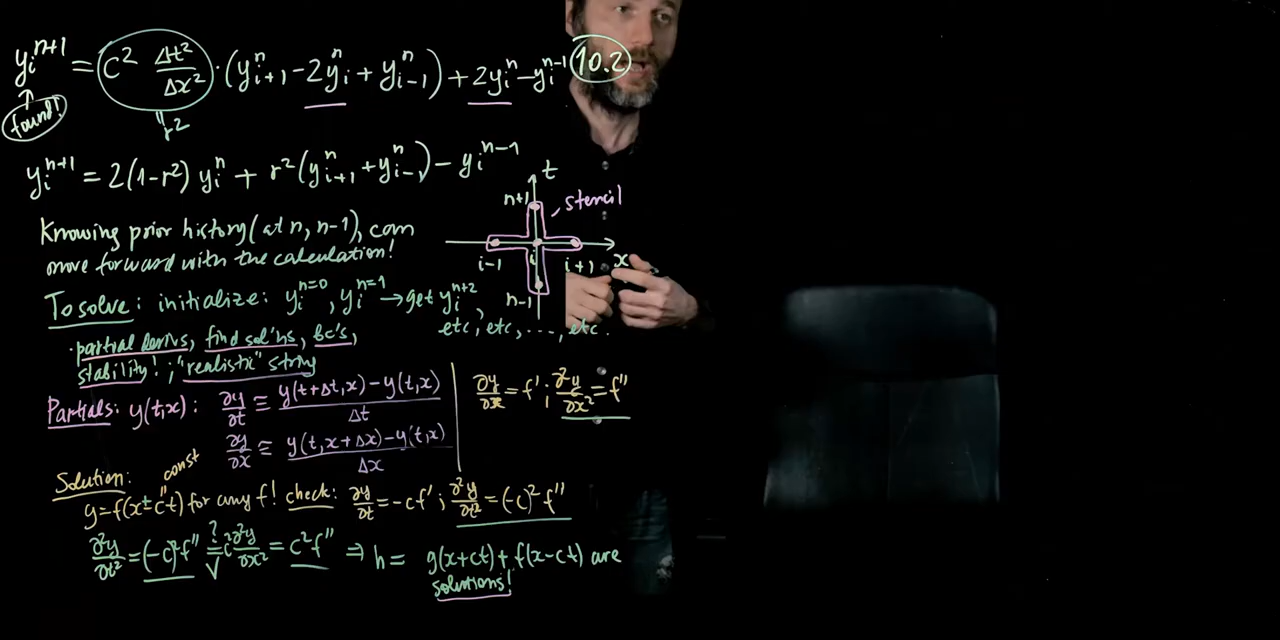 y_i^{n+1} = c² Δt²/Δx² · (y_{i+1}^n − 2y_i^n + y_{i−1}^n) + 2y_i^n − y_i^{n−1} 10.2
↑ found! "r²
y_i^{n+1} = 2(1−r²) y_i^n + r²(y_{i+1}^n + y_{i−1}^n) − y_i^{n−1}
t
n+1 stencil
Knowing prior history (at n, n−1), can
move forward with the calculation!
i−1 i i+1 x
n−1
To solve: initialize: y_i^{n=0}, y_i^{n=1} → get y_i^{n+2},
etc, etc, ..., etc.
· partial derivs, find sol'ns, bc's,
stability!; "realistic" string
Partials: y(t,x): ∂y/∂t ≡ (y(t+Δt,x) − y(t,x))/Δt
∂y/∂x ≡ (y(t,x+Δx) − y(t,x))/Δx
∂y/∂x = f'; ∂²y/∂x² = f''
Solution: const
y = f(x±ct) for any f! check: ∂y/∂t = −cf'; ∂²y/∂t² = (−c)² f''
∂²y/∂t² = (−c)² f'' ?= √ c² ∂²y/∂x² = c² f'' ⇒ h = g(x+ct) + f(x−ct) are
solutions!